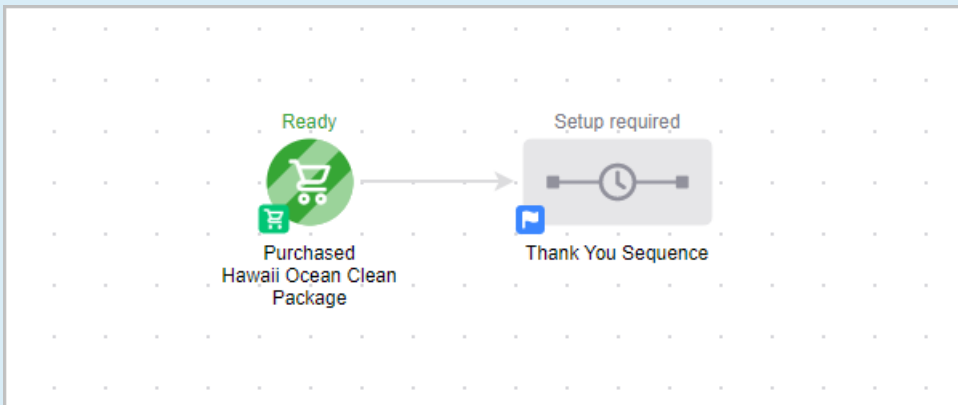 Ready
Setup required
Purchased
Hawaii Ocean Clean
Package
Thank You Sequence